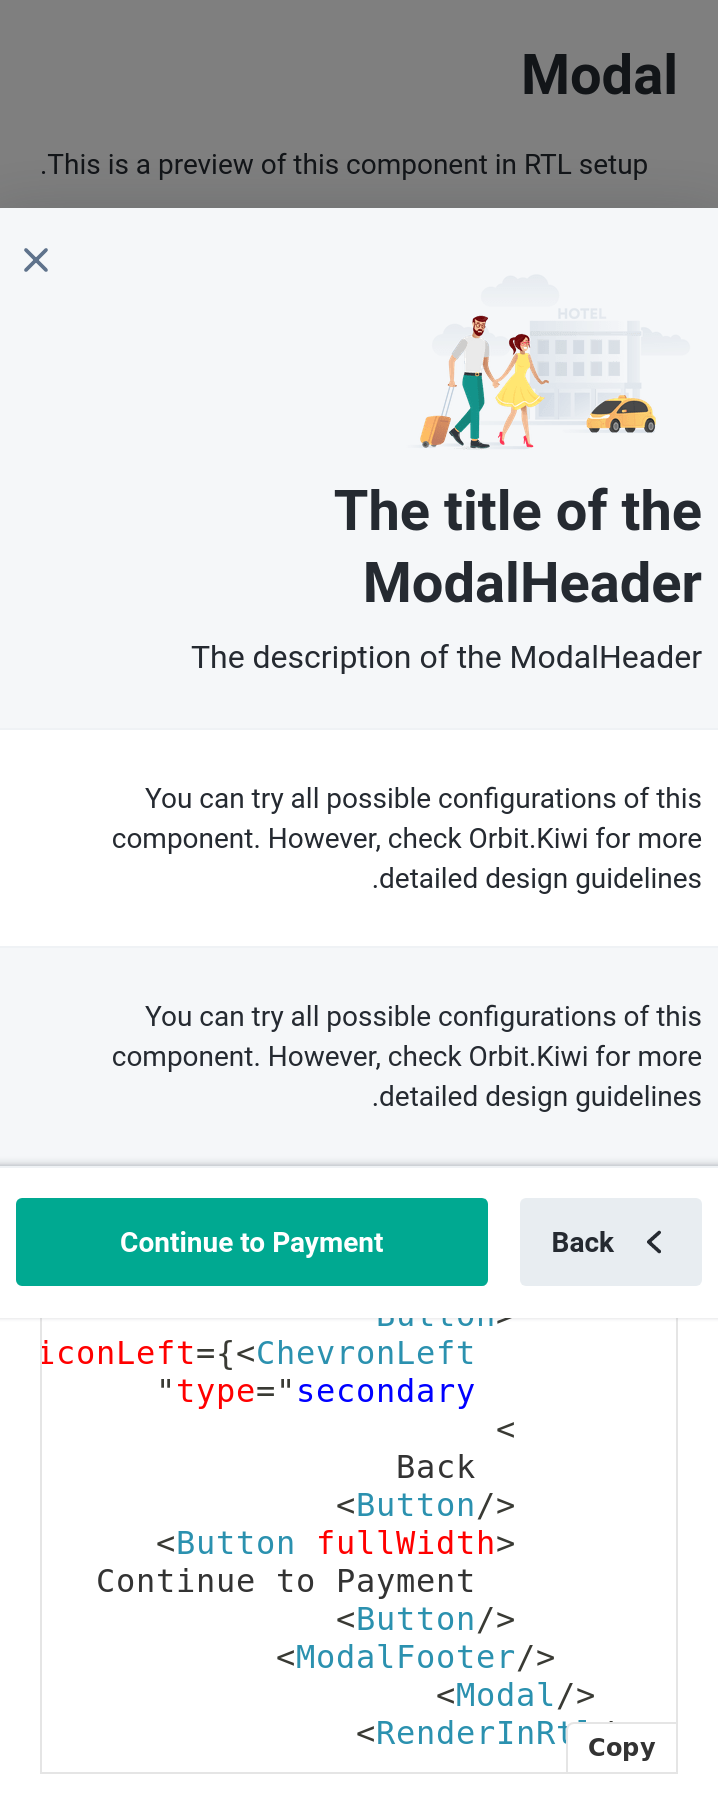 Modal
.This is a preview of this component in RTL setup
HOTEL
The title of the
ModalHeader
The description of the ModalHeader
You can try all possible configurations of this
component. However, check Orbit.Kiwi for more
.detailed design guidelines
You can try all possible configurations of this
component. However, check Orbit.Kiwi for more
.detailed design guidelines
Continue to Payment
Back
Button>
iconLeft={<ChevronLeft
"type="secondary
<
Back
<Button/>
<Button fullWidth>
Continue to Payment
<Button/>
<ModalFooter/>
<Modal/>
<RenderInRtl
Copy